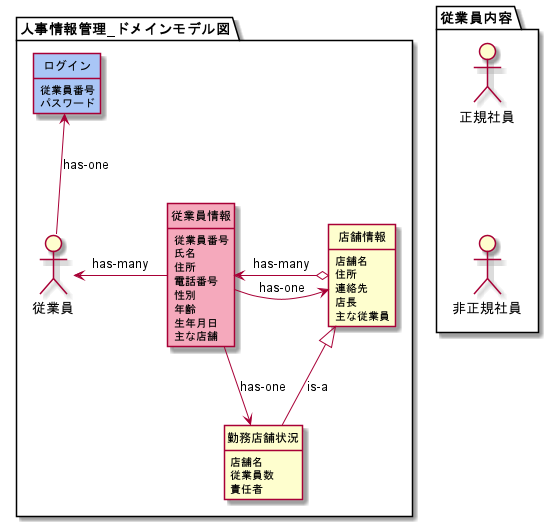 人事情報管理_ドメインモデル図
ログイン
従業員番号
パスワード
has-one
従業員
has-many
従業員情報
従業員番号
氏名
住所
電話番号
性別
年齢
生年月日
主な店舗
has-many
has-one
店舗情報
店舗名
住所
連絡先
店長
主な従業員
has-one
is-a
勤務店舗状況
店舗名
従業員数
責任者
従業員内容
正規社員
非正規社員